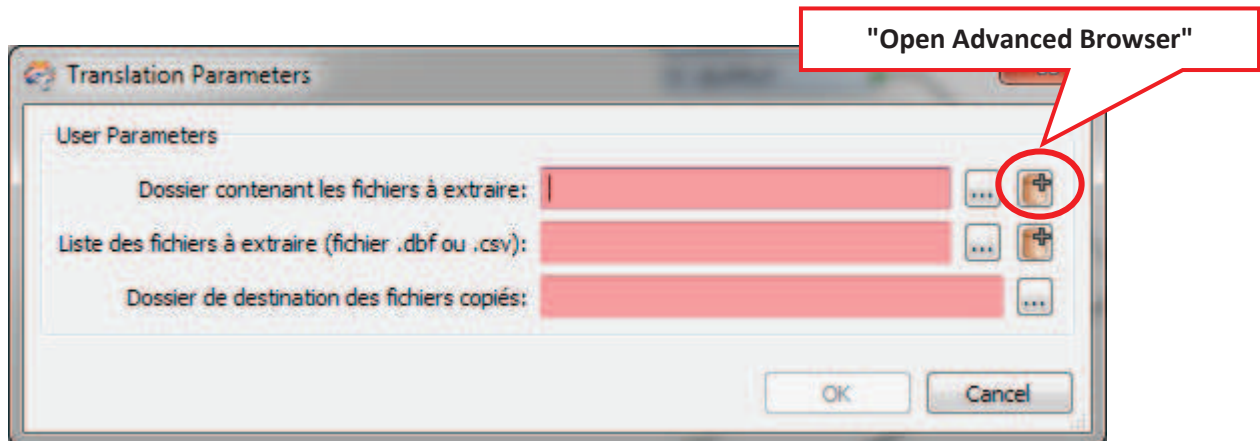 "Open Advanced Browser"
Translation Parameters
User Parameters
Dossier contenant les fichiers à extraire:
...
Liste des fichiers à extraire (fichier .dbf ou .csv):
...
Dossier de destination des fichiers copiés:
...
OK
Cancel